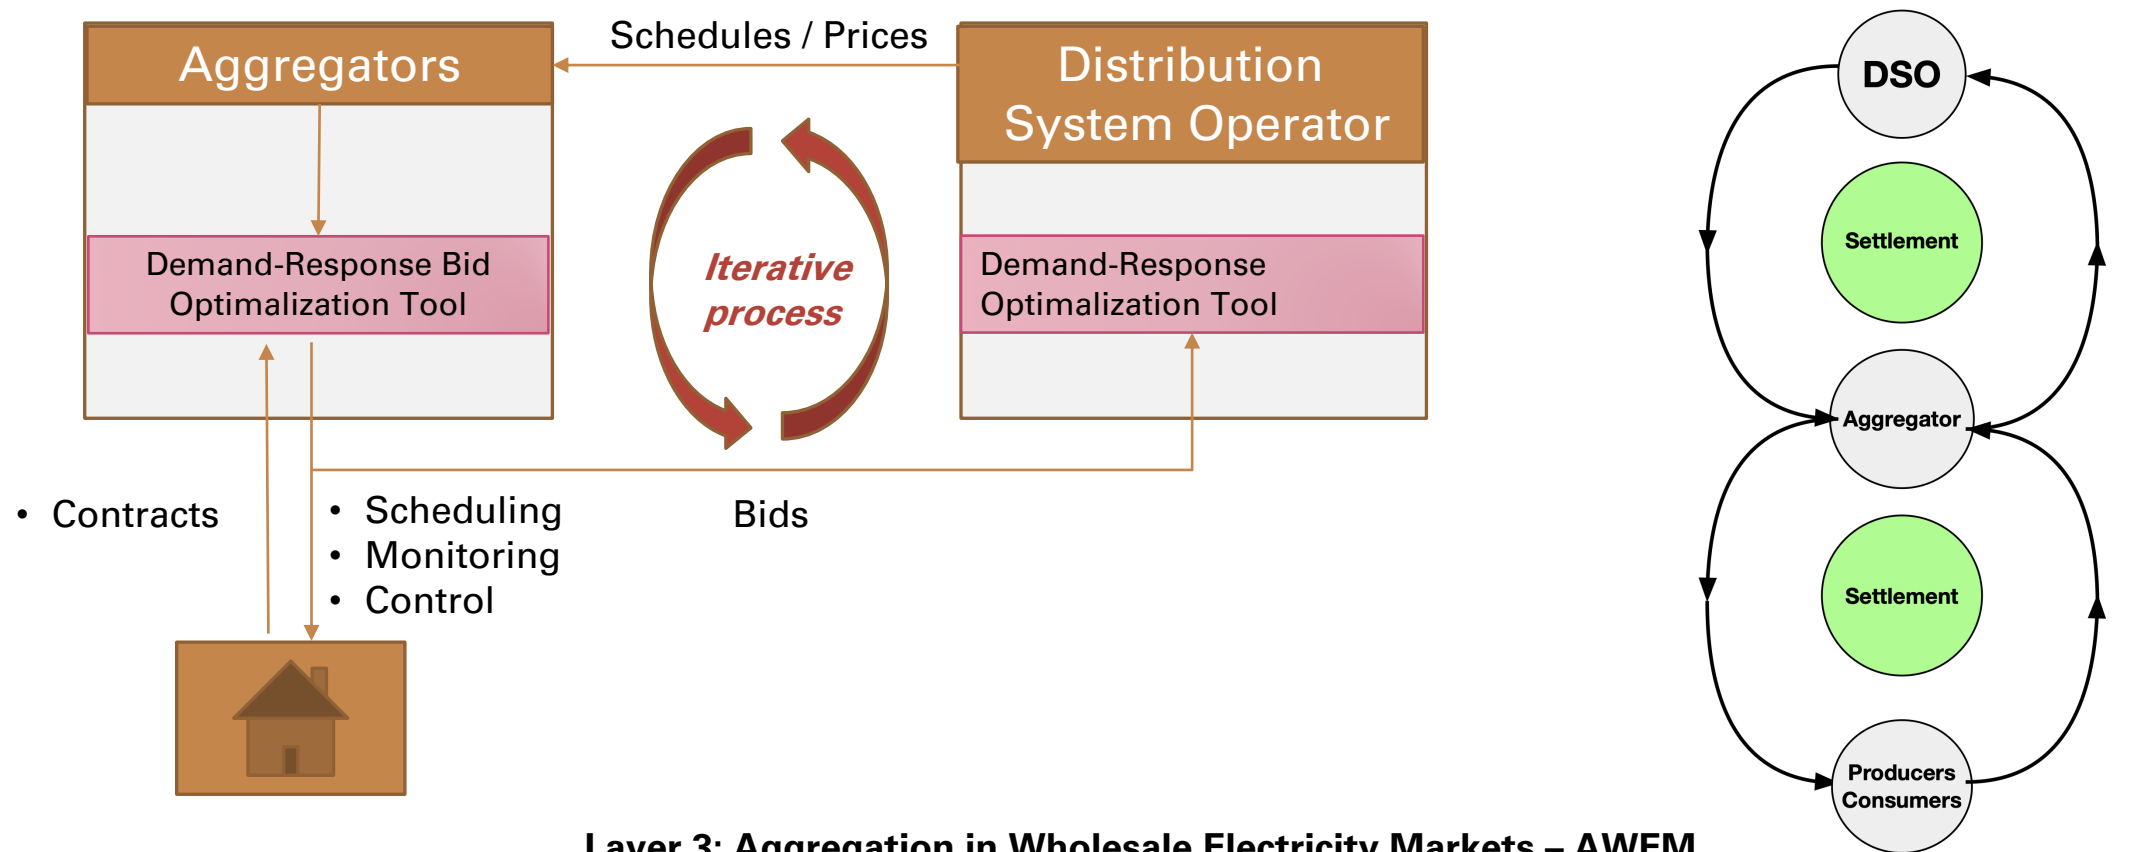 Schedules / Prices
Aggregators
Distribution
System Operator
DSO
Settlement
Demand-Response Bid
Optimalization Tool
Iterative
process
Demand-Response
Optimalization Tool
Aggregator
• Contracts
• Scheduling
• Monitoring
• Control
Bids
Settlement
Producers
Consumers
Layer 3: Aggregation in Wholesale Electricity Markets – AWEM